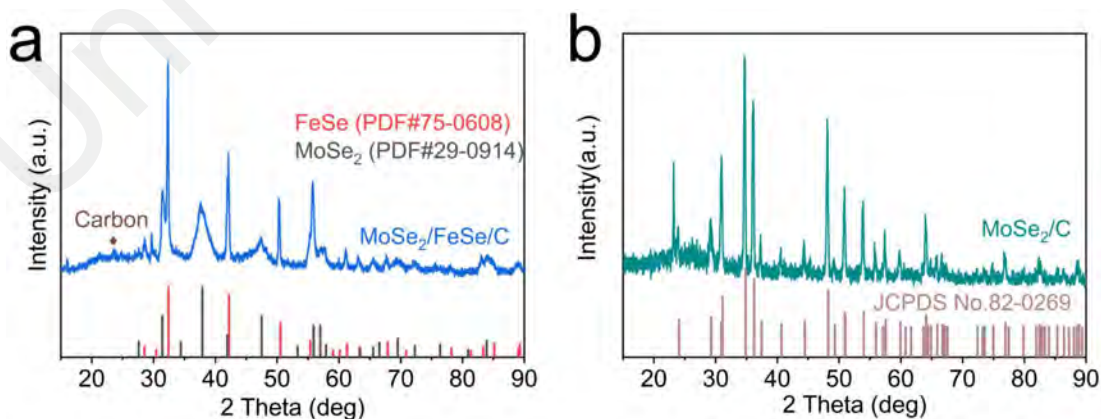 Uni
a
Intensity (a.u.)
FeSe (PDF#75-0608)
MoSe2 (PDF#29-0914)
Carbon
MoSe2/FeSe/C
20 30 40 50 60 70 80 90
2 Theta (deg)
b
Intensity(a.u.)
MoSe2/C
JCPDS No.82-0269
20 30 40 50 60 70 80 90
2 Theta (deg)